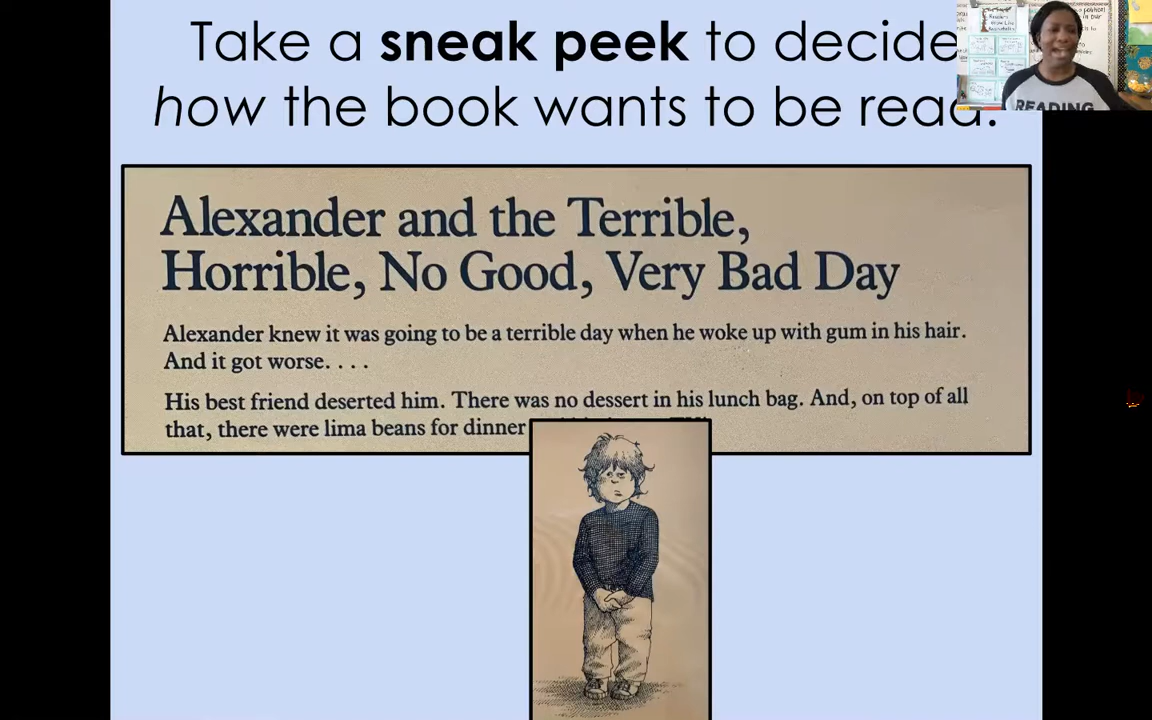 Take a sneak peek to decide
how the book wants to be read.
READING
Alexander and the Terrible,
Horrible, No Good, Very Bad Day
Alexander knew it was going to be a terrible day when he woke up with gum in his hair.
And it got worse. . . .
His best friend deserted him. There was no dessert in his lunch bag. And, on top of all
that, there were lima beans for dinner